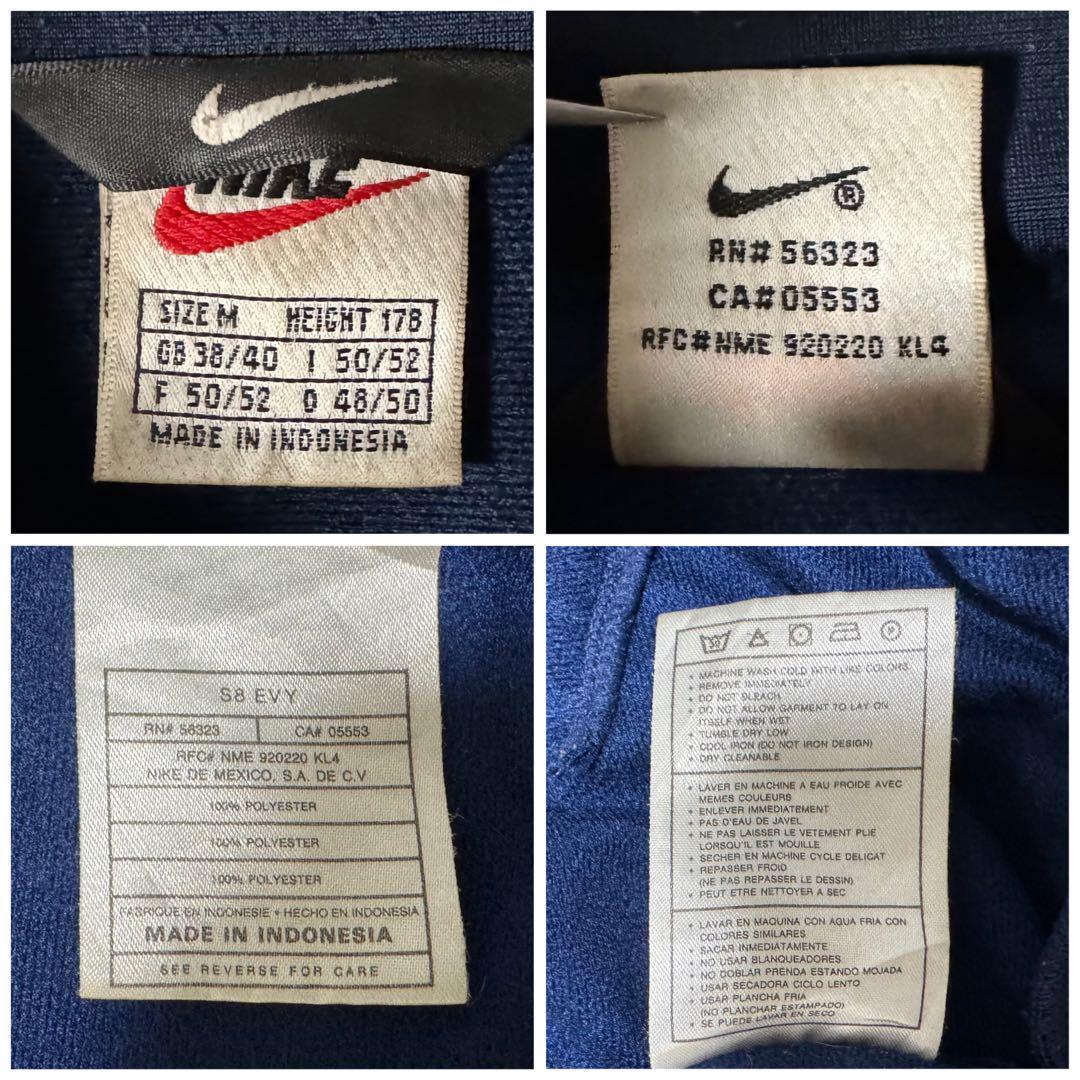 NIKE
SIZE M HEIGHT 178
GB 38/40 I 50/52
F 50/52 D 48/50
MADE IN INDONESIA
®
RN# 56323
CA# 05553
RFC# NME 920220 KL4
S8 EVY
RN# 56323 CA# 05553
RFC# NME 920220 KL4
NIKE DE MEXICO, S.A. DE C.V
100% POLYESTER
100% POLYESTER
100% POLYESTER
FABRIQUE EN INDONESIE • HECHO EN INDONESIA
MADE IN INDONESIA
SEE REVERSE FOR CARE
• MACHINE WASH COLD WITH LIKE COLORS
• REMOVE IMMEDIATELY
• DO NOT BLEACH
• DO NOT ALLOW GARMENT TO LAY ON
ITSELF WHEN WET
• TUMBLE DRY LOW
• COOL IRON (DO NOT IRON DESIGN)
• DRY CLEANABLE
• LAVER EN MACHINE A EAU FROIDE AVEC
MEMES COULEURS
• ENLEVER IMMEDIATEMENT
• PAS D'EAU DE JAVEL
• NE PAS LAISSER LE VETEMENT PLIE
LORSQU'IL EST MOUILLE
• SECHER EN MACHINE CYCLE DELICAT
• REPASSER FROID
(NE PAS REPASSER LE DESSIN)
• PEUT ETRE NETTOYER A SEC
• LAVAR EN MAQUINA CON AGUA FRIA CON
COLORES SIMILARES
• SACAR INMEDIATAMENTE
• NO USAR BLANQUEADORES
• NO DOBLAR PRENDA ESTANDO MOJADA
• USAR SECADORA CICLO LENTO
• USAR PLANCHA FRIA
(NO PLANCHAR ESTAMPADO)
• SE PUEDE LAVAR EN SECO